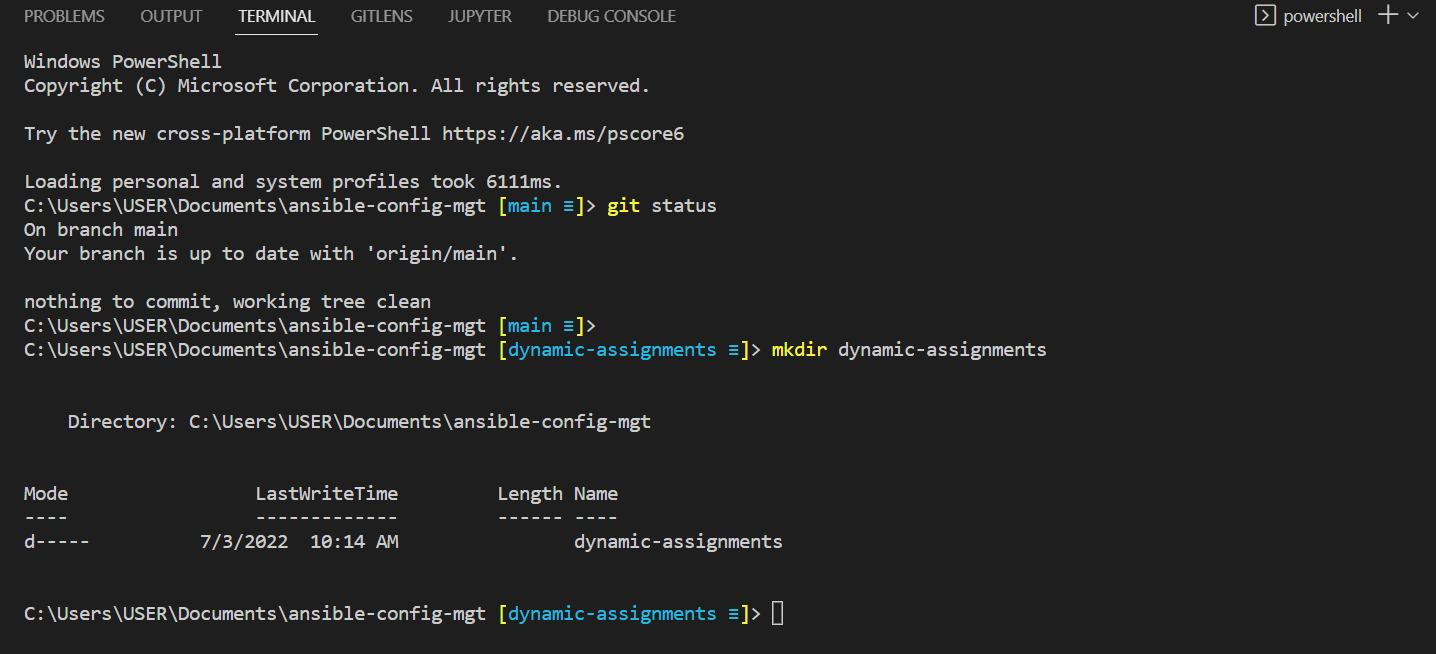 PROBLEMS OUTPUT TERMINAL GITLENS JUPYTER DEBUG CONSOLE powershell
Windows PowerShell
Copyright (C) Microsoft Corporation. All rights reserved.
Try the new cross-platform PowerShell https://aka.ms/pscore6
Loading personal and system profiles took 6111ms.
C:\Users\USER\Documents\ansible-config-mgt [main ≡]> git status
On branch main
Your branch is up to date with 'origin/main'.
nothing to commit, working tree clean
C:\Users\USER\Documents\ansible-config-mgt [main ≡]>
C:\Users\USER\Documents\ansible-config-mgt [dynamic-assignments ≡]> mkdir dynamic-assignments
Directory: C:\Users\USER\Documents\ansible-config-mgt
Mode LastWriteTime Length Name
---- ------------- ------ ----
d----- 7/3/2022 10:14 AM dynamic-assignments
C:\Users\USER\Documents\ansible-config-mgt [dynamic-assignments ≡]>